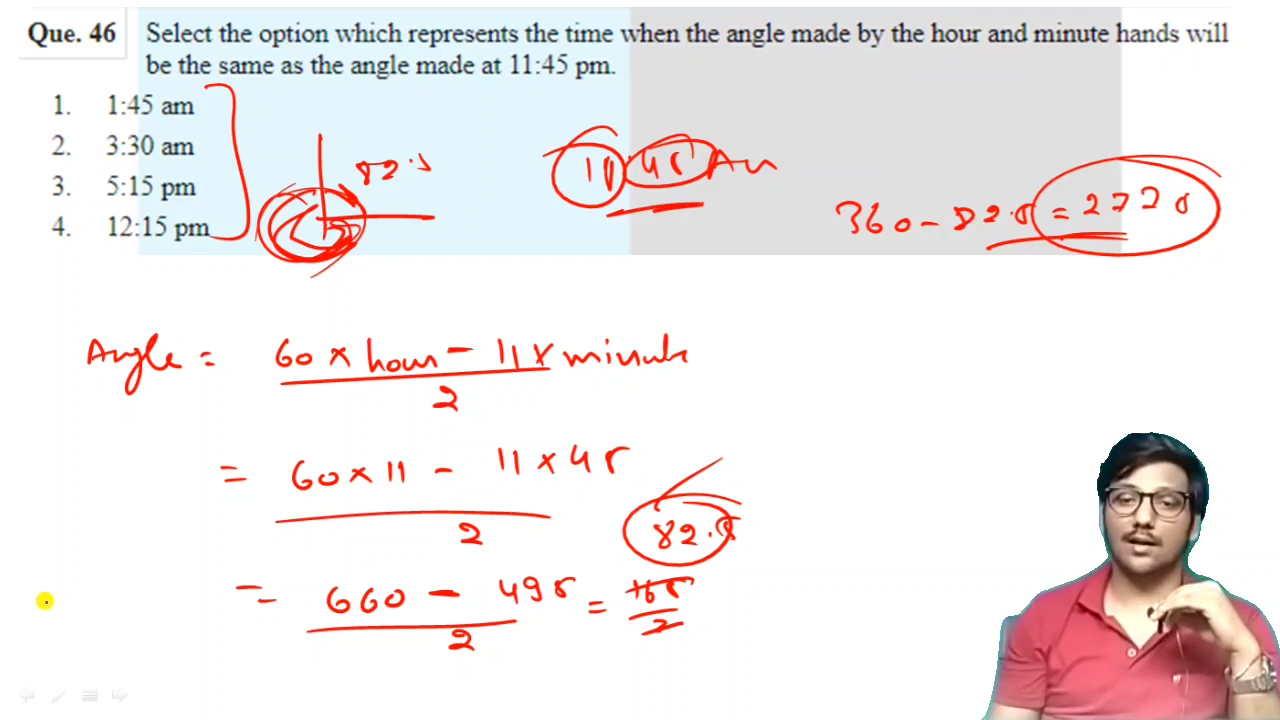 Que. 46 Select the option which represents the time when the angle made by the hour and minute hands will
be the same as the angle made at 11:45 pm.
1. 1:45 am
2. 3:30 am
3. 5:15 pm
4. 12:15 pm
82.5
11:45 Am
360 - 82.5 = 277.5
Angle = 60 x hour - 11 x minute
2
= 60 x 11 - 11 x 45
2
82.5
= 660 - 495 = 165
2 2